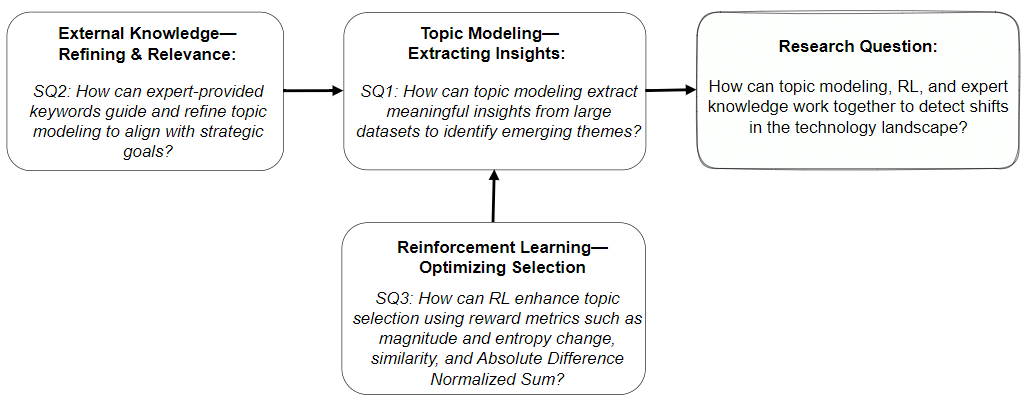 External Knowledge—
Refining & Relevance:
SQ2: How can expert-provided
keywords guide and refine topic
modeling to align with strategic
goals?
Topic Modeling—
Extracting Insights:
SQ1: How can topic modeling extract
meaningful insights from large
datasets to identify emerging themes?
Research Question:
How can topic modeling, RL, and expert
knowledge work together to detect shifts
in the technology landscape?
Reinforcement Learning—
Optimizing Selection
SQ3: How can RL enhance topic
selection using reward metrics such as
magnitude and entropy change,
similarity, and Absolute Difference
Normalized Sum?